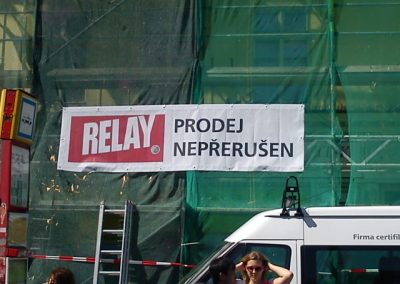 RELAY
PRODEJ
NEPŘERUŠEN
Firma certifi